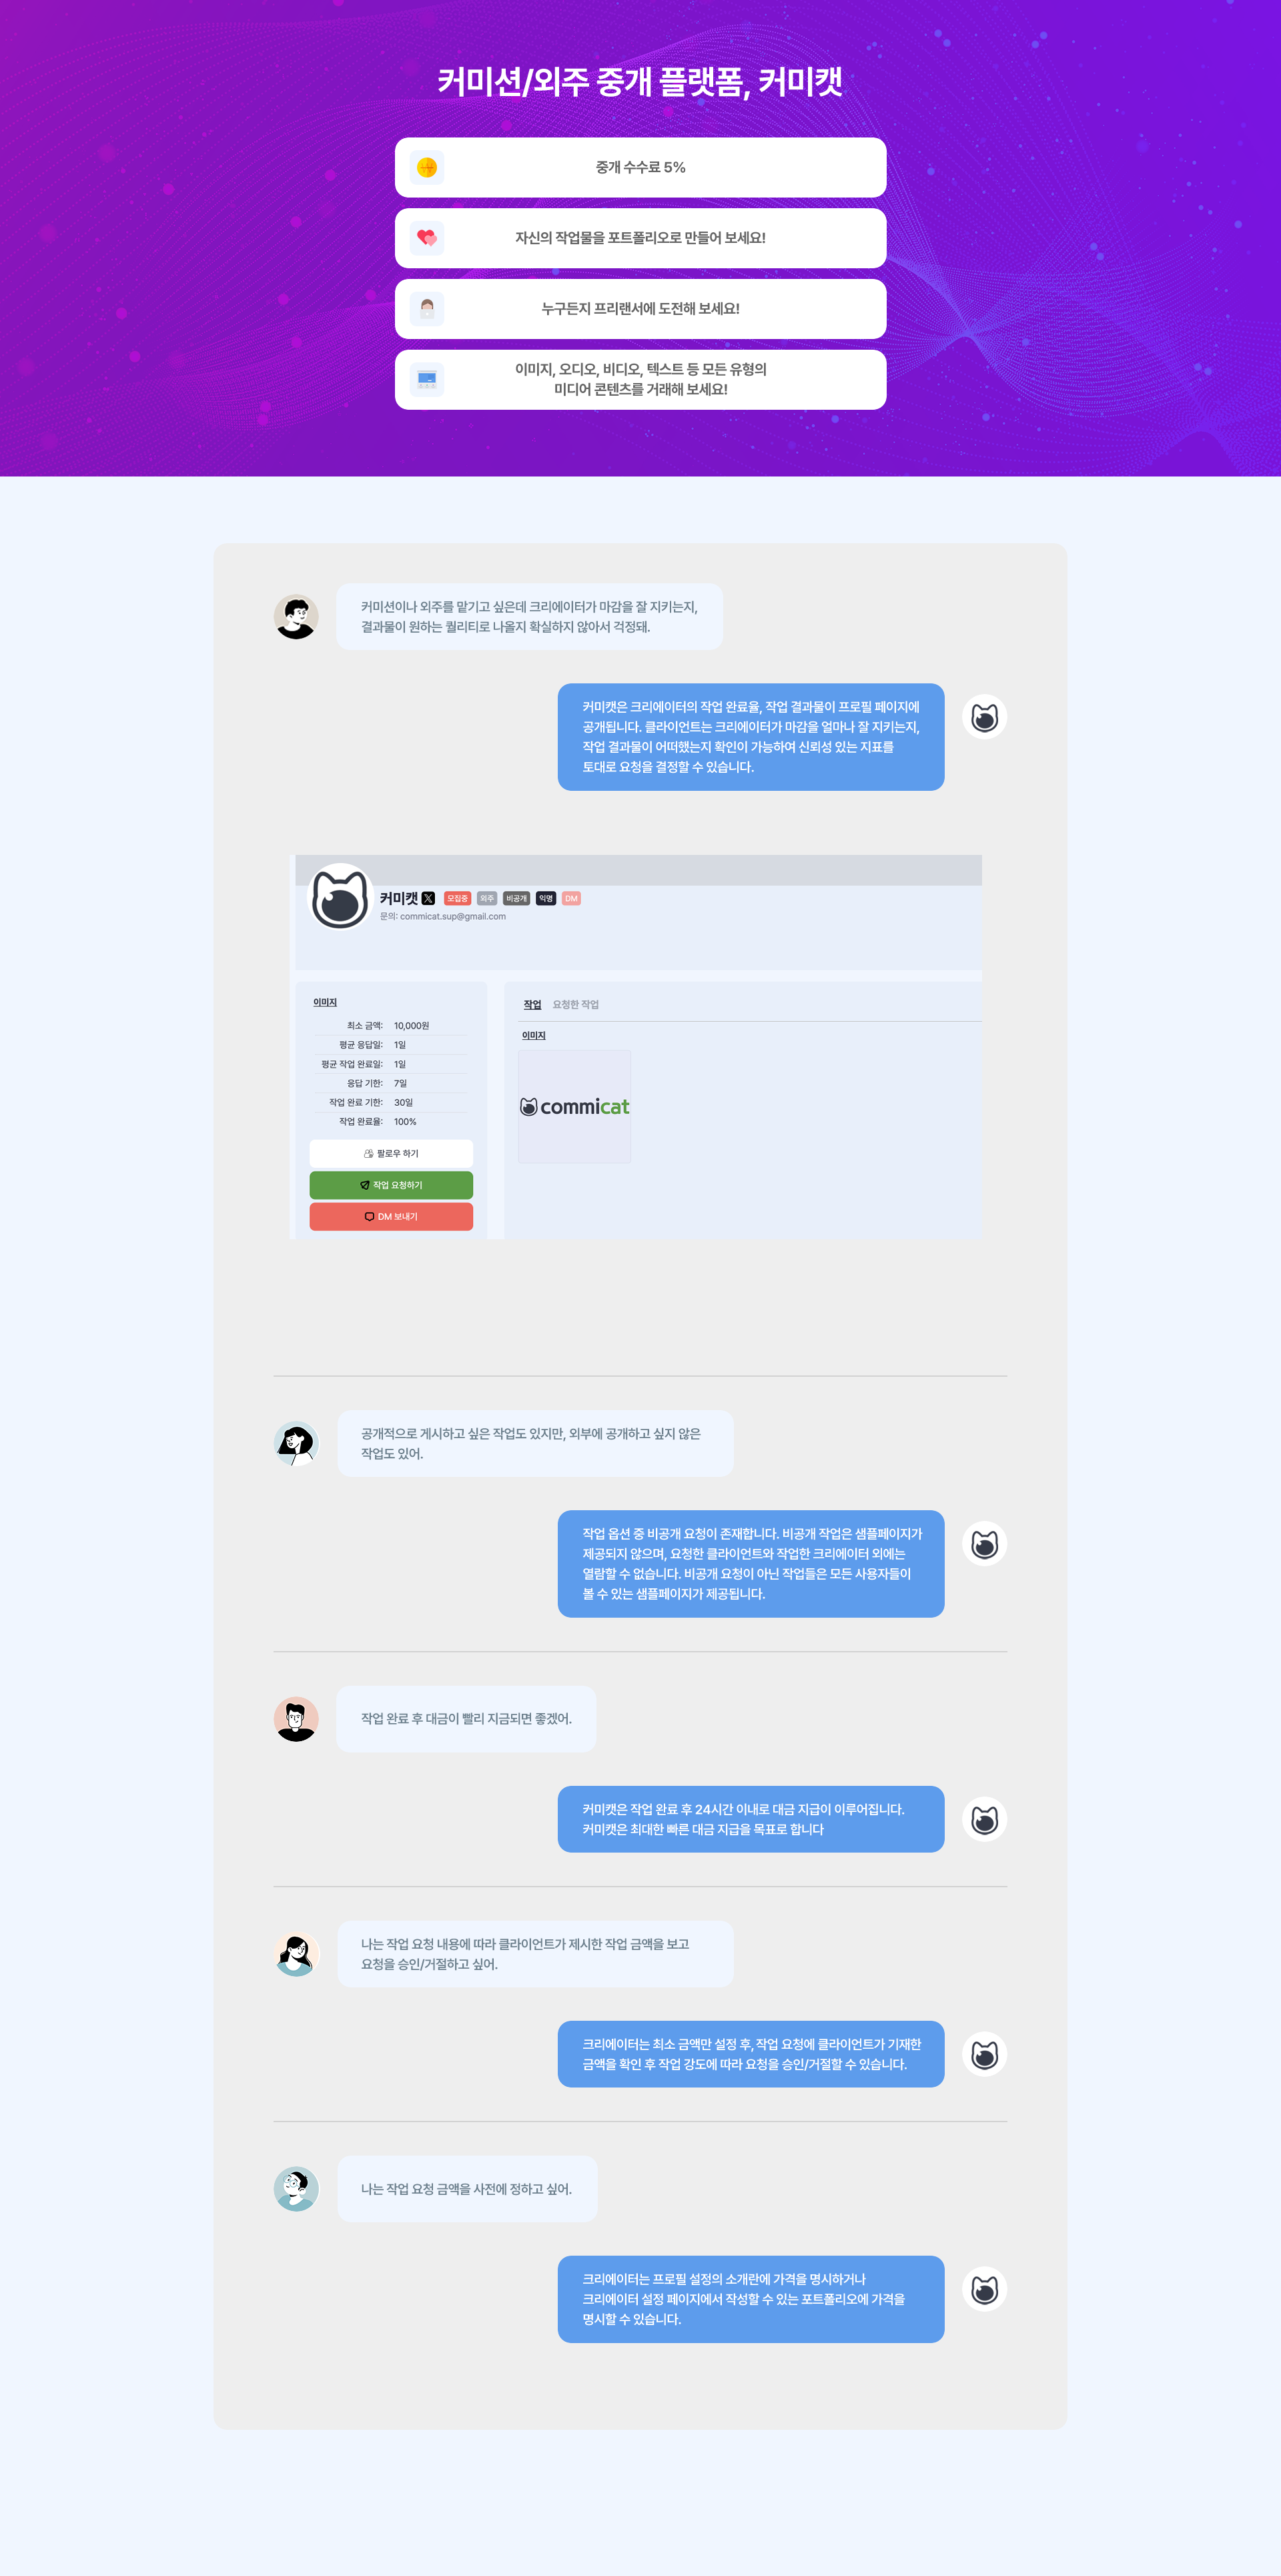 커미션/외주 중개 플랫폼, 커미캣
중개 수수료 5%
자신의 작업물을 포트폴리오로 만들어 보세요!
누구든지 프리랜서에 도전해 보세요!
이미지, 오디오, 비디오, 텍스트 등 모든 유형의
미디어 콘텐츠를 거래해 보세요!
커미션이나 외주를 맡기고 싶은데 크리에이터가 마감을 잘 지키는지,
결과물이 원하는 퀄리티로 나올지 확실하지 않아서 걱정돼.
커미캣은 크리에이터의 작업 완료율, 작업 결과물이 프로필 페이지에
공개됩니다. 클라이언트는 크리에이터가 마감을 얼마나 잘 지키는지,
작업 결과물이 어떠했는지 확인이 가능하여 신뢰성 있는 지표를
토대로 요청을 결정할 수 있습니다.
커미캣 모집중 외주 비공개 익명 DM
문의: commicat.sup@gmail.com
이미지
최소 금액: 10,000원
평균 응답일: 1일
평균 작업 완료일: 1일
응답 기한: 7일
작업 완료 기한: 30일
작업 완료율: 100%
팔로우 하기
작업 요청하기
DM 보내기
작업 요청한 작업
이미지
commicat
공개적으로 게시하고 싶은 작업도 있지만, 외부에 공개하고 싶지 않은
작업도 있어.
작업 옵션 중 비공개 요청이 존재합니다. 비공개 작업은 샘플페이지가
제공되지 않으며, 요청한 클라이언트와 작업한 크리에이터 외에는
열람할 수 없습니다. 비공개 요청이 아닌 작업들은 모든 사용자들이
볼 수 있는 샘플페이지가 제공됩니다.
작업 완료 후 대금이 빨리 지금되면 좋겠어.
커미캣은 작업 완료 후 24시간 이내로 대금 지급이 이루어집니다.
커미캣은 최대한 빠른 대금 지급을 목표로 합니다
나는 작업 요청 내용에 따라 클라이언트가 제시한 작업 금액을 보고
요청을 승인/거절하고 싶어.
크리에이터는 최소 금액만 설정 후, 작업 요청에 클라이언트가 기재한
금액을 확인 후 작업 강도에 따라 요청을 승인/거절할 수 있습니다.
나는 작업 요청 금액을 사전에 정하고 싶어.
크리에이터는 프로필 설정의 소개란에 가격을 명시하거나
크리에이터 설정 페이지에서 작성할 수 있는 포트폴리오에 가격을
명시할 수 있습니다.